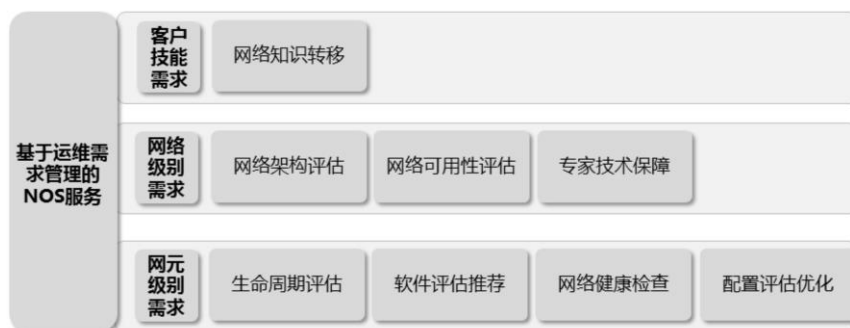 基于运维需
求管理的
NOS服务
客户
技能
需求
网络知识转移
网络
级别
需求
网络架构评估
网络可用性评估
专家技术保障
网元
级别
需求
生命周期评估
软件评估推荐
网络健康检查
配置评估优化